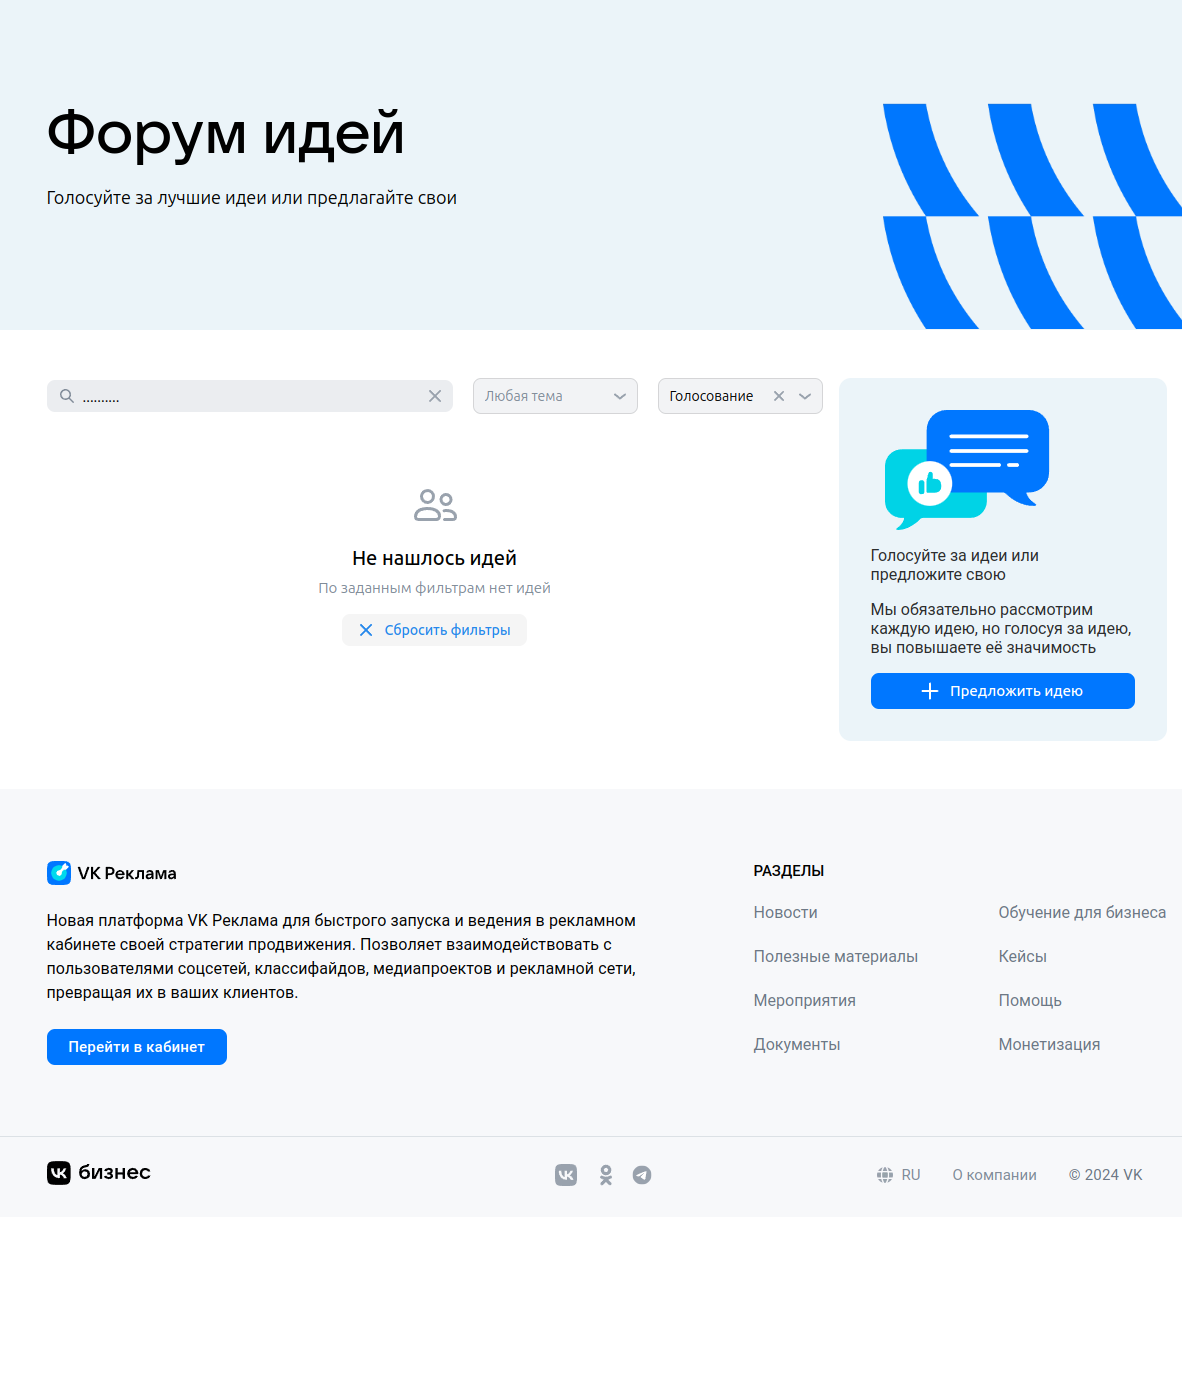 Форум идей
Голосуйте за лучшие идеи или предлагайте свои
..........
Любая тема
Голосование
Не нашлось идей
По заданным фильтрам нет идей
Сбросить фильтры
Голосуйте за идеи или
предложите свою
Мы обязательно рассмотрим
каждую идею, но голосуя за идею,
вы повышаете её значимость
Предложить идею
VK Реклама
Новая платформа VK Реклама для быстрого запуска и ведения в рекламном
кабинете своей стратегии продвижения. Позволяет взаимодействовать с
пользователями соцсетей, классифайдов, медиапроектов и рекламной сети,
превращая их в ваших клиентов.
Перейти в кабинет
РАЗДЕЛЫ
Новости
Обучение для бизнеса
Полезные материалы
Кейсы
Мероприятия
Помощь
Документы
Монетизация
VK бизнес
RU
О компании
© 2024 VK